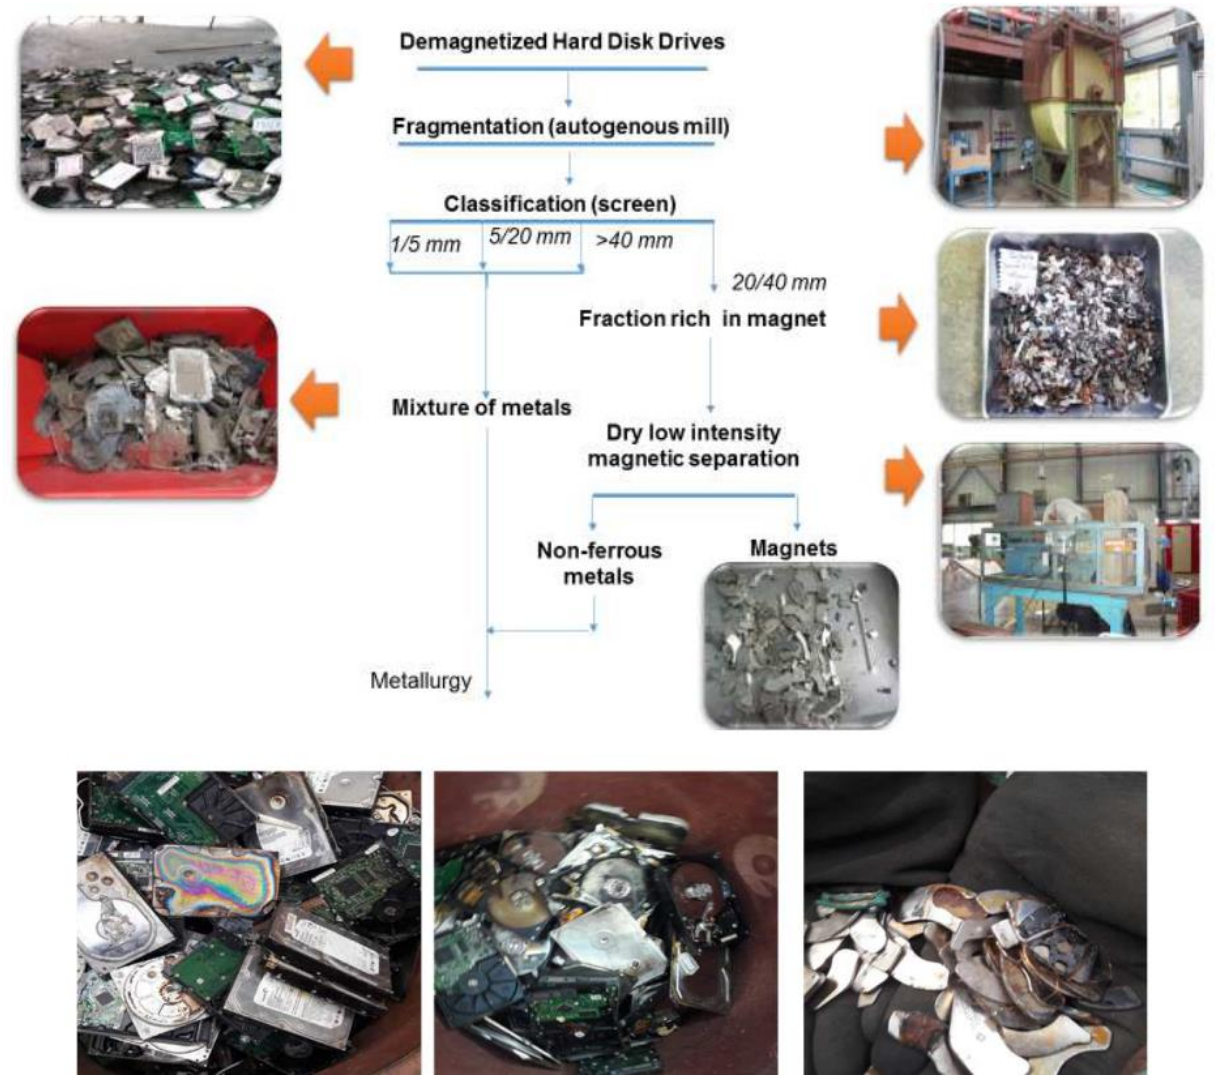 Demagnetized Hard Disk Drives
Fragmentation (autogenous mill)
Classification (screen)
1/5 mm
5/20 mm
>40 mm
20/40 mm
Fraction rich in magnet
Mixture of metals
Dry low intensity
magnetic separation
Non-ferrous
metals
Magnets
Metallurgy